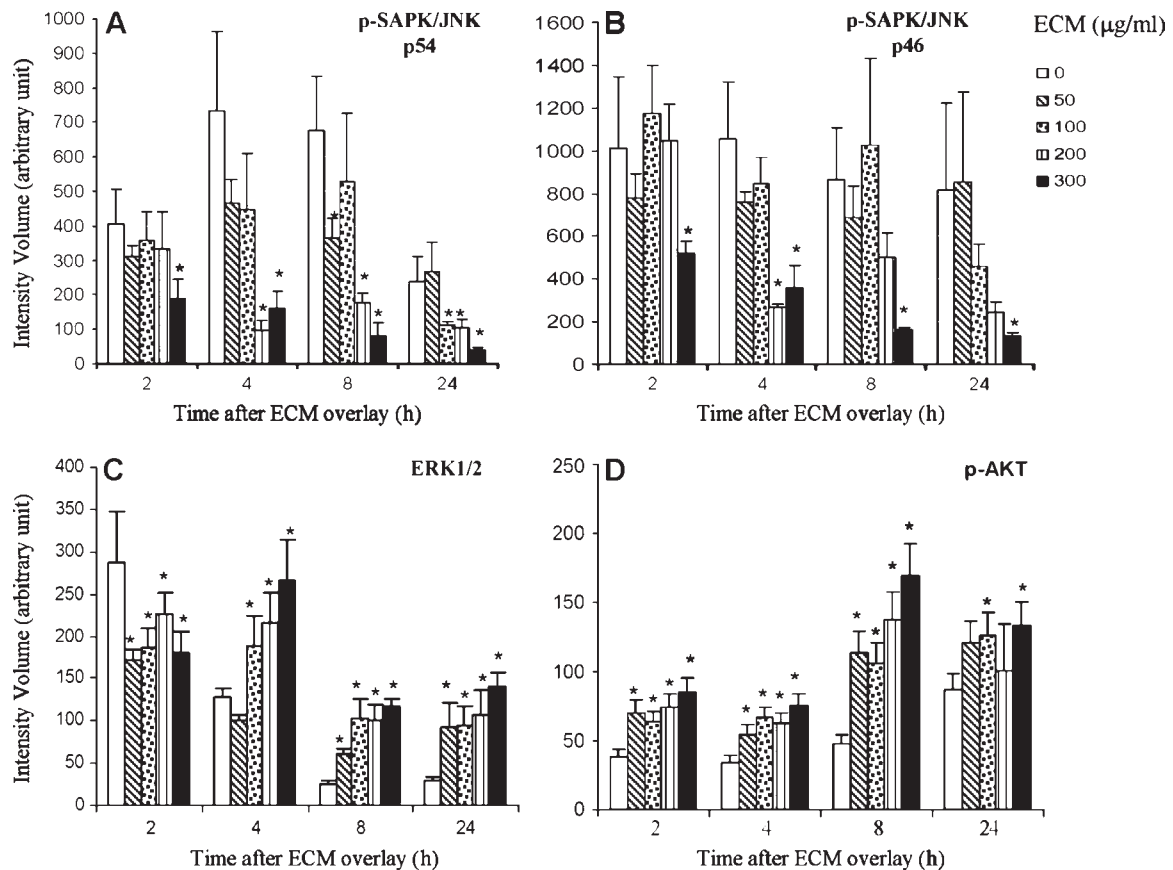 A
p-SAPK/JNK
p54
Intensity Volume (arbitrary unit)
1000
900
800
700
600
500
400
300
200
100
0
* * * * * * * * *
2 4 8 24
Time after ECM overlay (h)
B
p-SAPK/JNK
p46
1600
1400
1200
1000
800
600
400
200
0
* * * * *
2 4 8 24
Time after ECM overlay (h)
ECM (µg/ml)
0
50
100
200
300
C
ERK1/2
Intensity Volume (arbitrary unit)
400
350
300
250
200
150
100
50
0
* * * * * * * * * * * * * * *
2 4 8 24
Time after ECM overlay (h)
D
p-AKT
250
200
150
100
50
0
* * * * * * * * * * * * * *
2 4 8 24
Time after ECM overlay (h)